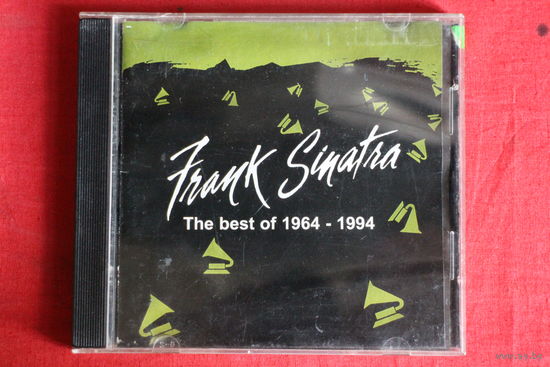 Frank Sinatra
The best of 1964 - 1994